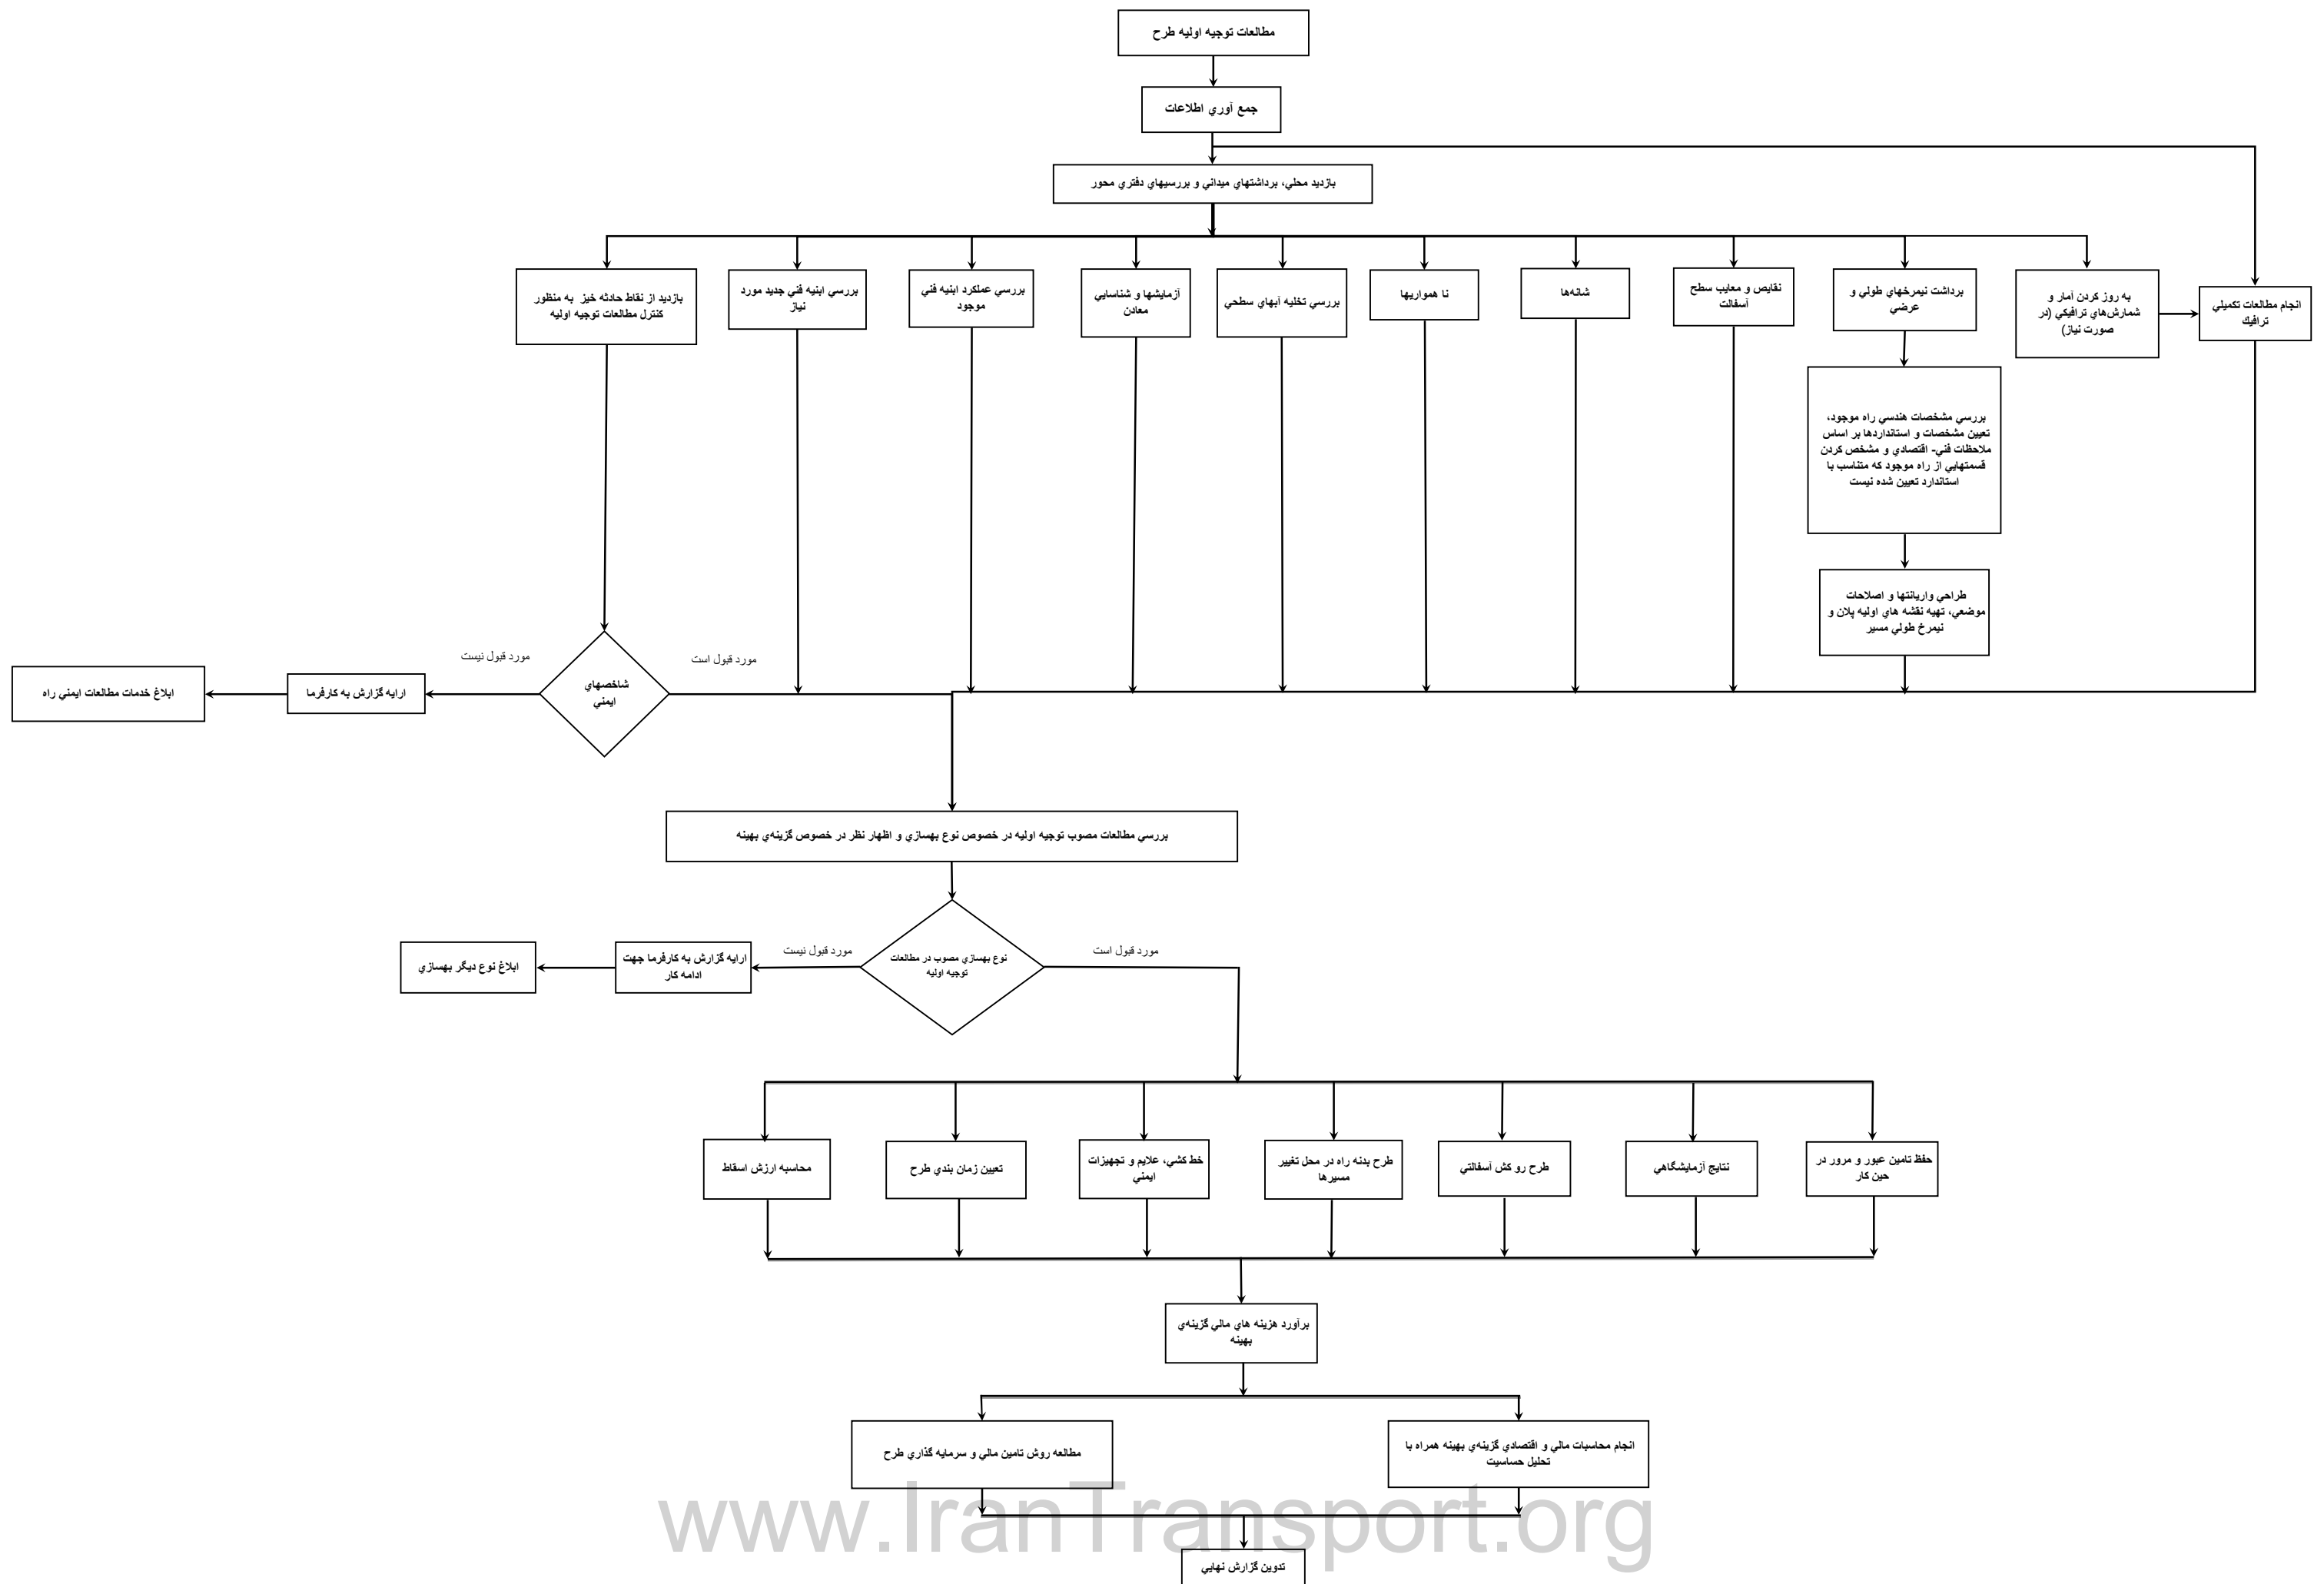 مطالعات توجيه اوليه طرح
جمع آوري اطلاعات
بازديد محلي، برداشتهاي ميداني و بررسيهاي دفتري محور
انجام مطالعات تكميلي
ترافيك
به روز كردن آمار و
شمارش‌هاي ترافيكي (در
صورت نياز)
برداشت نيمرخهاي طولي و
عرضي
نقايص و معايب سطح
آسفالت
شانه‌ها
نا همواريها
بررسي تخليه آبهاي سطحي
آزمايشها و شناسايي
معادن
بررسي عملكرد ابنيه فني
موجود
بررسي ابنيه فني جديد مورد
نياز
بازديد از نقاط حادثه خيز به منظور
كنترل مطالعات توجيه اوليه
بررسي مشخصات هندسي راه موجود،
تعيين مشخصات و استانداردها بر اساس
ملاحظات فني- اقتصادي و مشخص كردن
قسمتهايي از راه موجود كه متناسب با
استاندارد تعيين شده نيست
طراحي واريانتها و اصلاحات
موضعي، تهيه نقشه هاي اوليه پلان و
نيمرخ طولي مسير
مورد قبول است
مورد قبول نيست
شاخصهاي
ايمني
ارايه گزارش به كارفرما
ابلاغ خدمات مطالعات ايمني راه
بررسي مطالعات مصوب توجيه اوليه در خصوص نوع بهسازي و اظهار نظر در خصوص گزينه‌ي بهينه
مورد قبول است
نوع بهسازي مصوب در مطالعات
توجيه اوليه
مورد قبول نيست
ارايه گزارش به كارفرما جهت
ادامه كار
ابلاغ نوع ديگر بهسازي
حفظ تامين عبور و مرور در
حين كار
نتايج آزمايشگاهي
طرح رو كش آسفالتي
طرح بدنه راه در محل تغيير
مسيرها
خط كشي، علايم و تجهيزات
ايمني
تعيين زمان بندي طرح
محاسبه ارزش اسقاط
برآورد هزينه هاي مالي گزينه‌ي
بهينه
انجام محاسبات مالي و اقتصادي گزينه‌ي بهينه همراه با
تحليل حساسيت
مطالعه روش تامين مالي و سرمايه گذاري طرح
www.IranTransport.org
تدوين گزارش نهايي